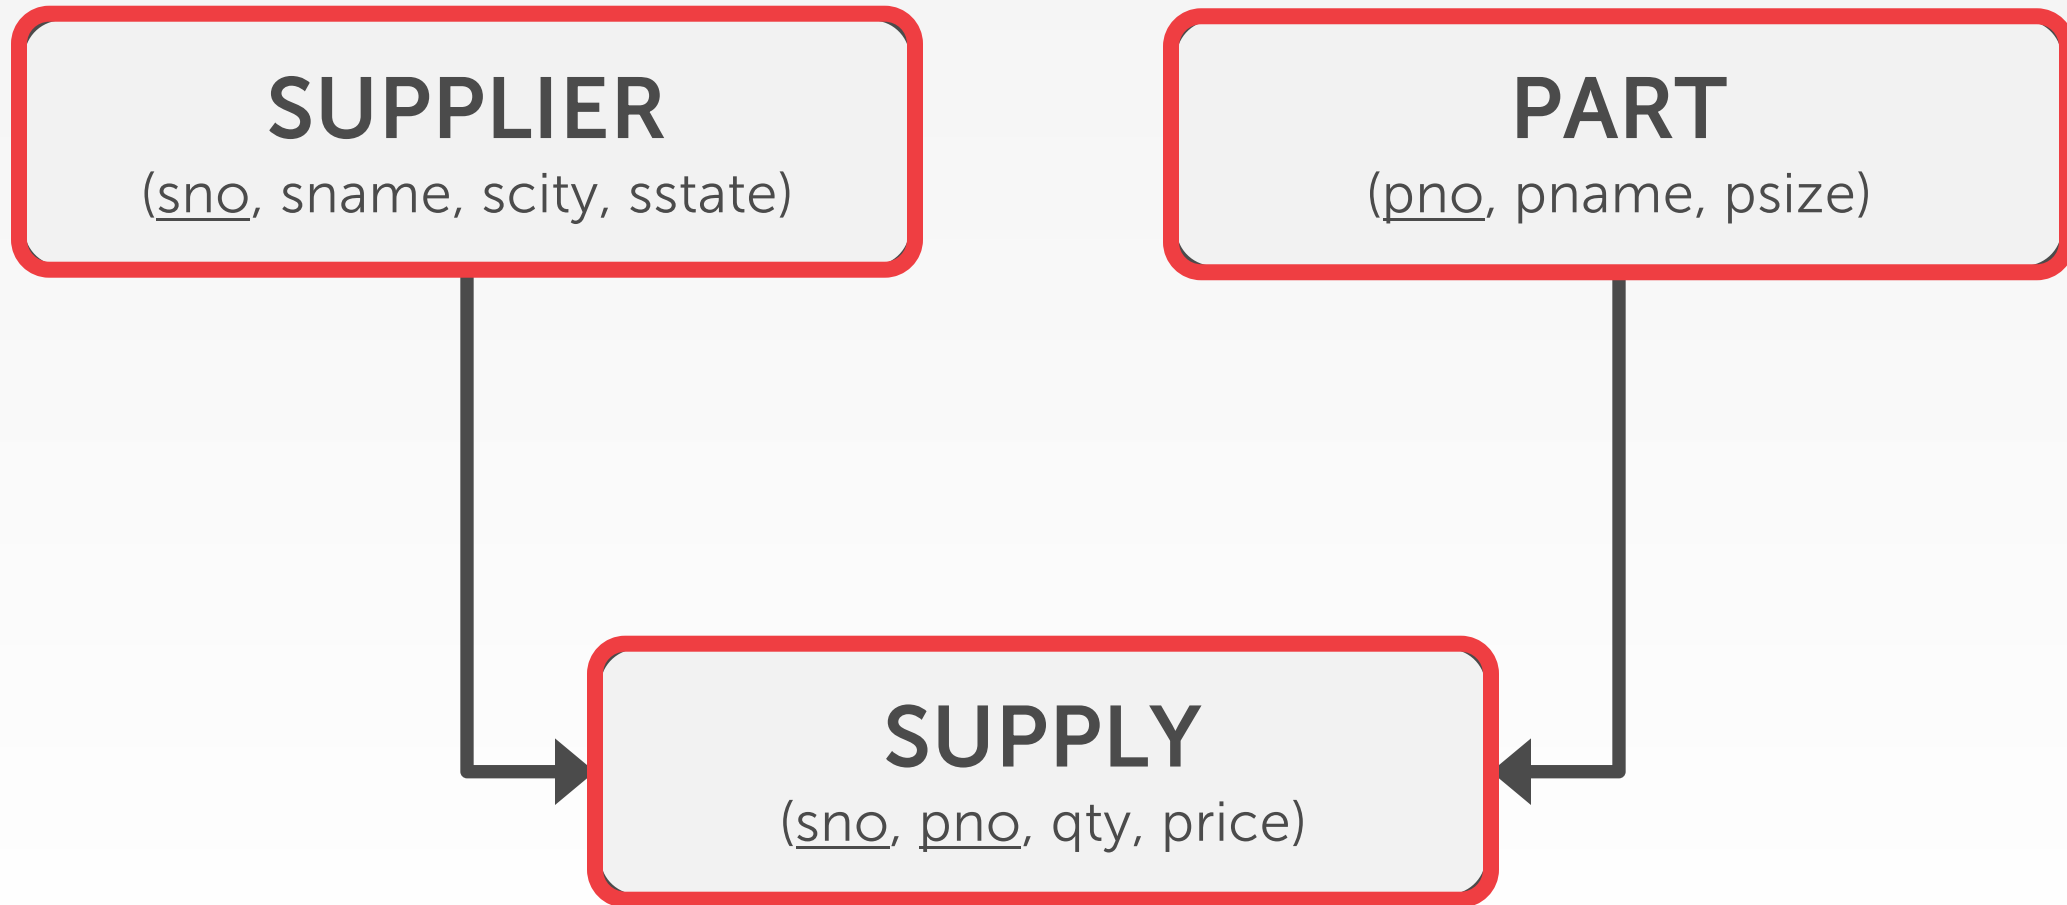 SUPPLIER
(sno, sname, scity, sstate)
PART
(pno, pname, psize)
SUPPLY
(sno, pno, qty, price)